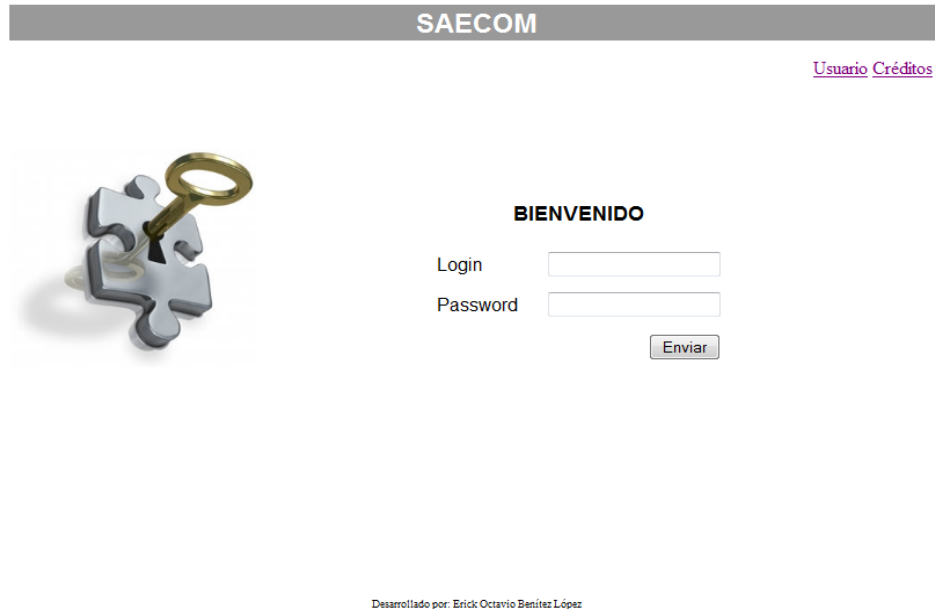 SAECOM
Usuario Créditos
BIENVENIDO
Login
Password
Enviar
Desarrollado por: Erick Octavio Benítez López